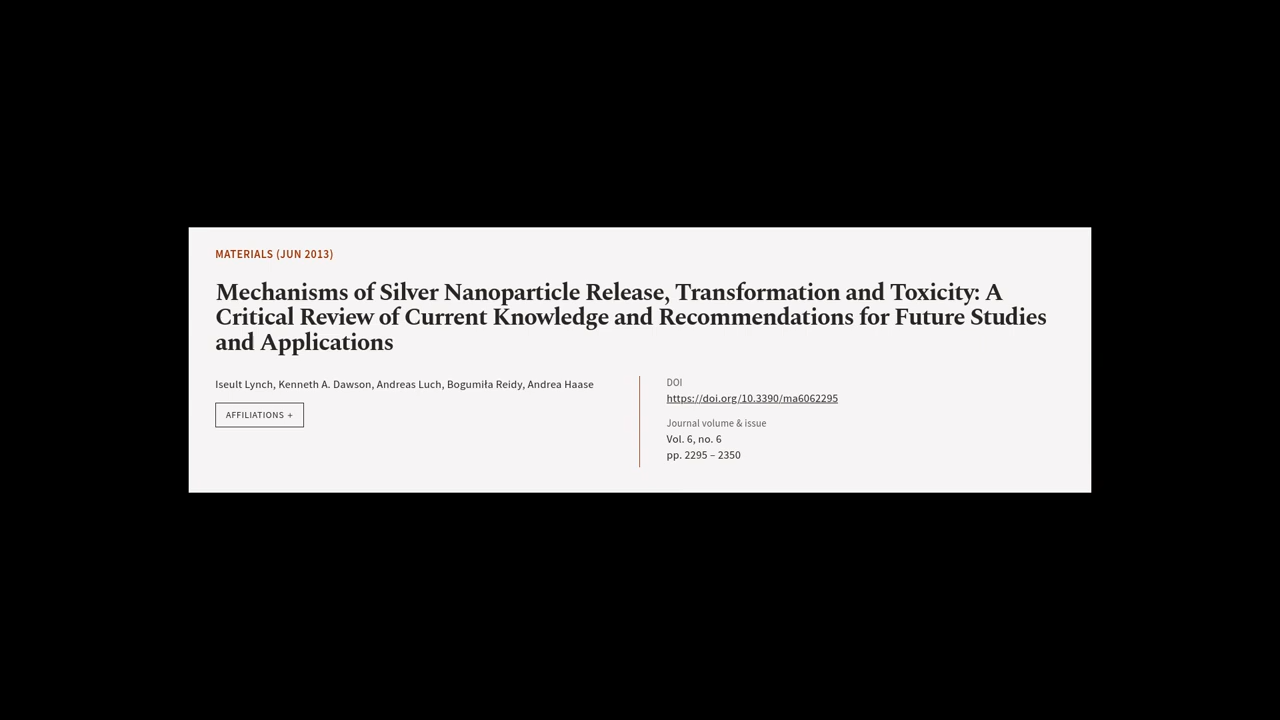 MATERIALS (JUN 2013)
Mechanisms of Silver Nanoparticle Release, Transformation and Toxicity: A
Critical Review of Current Knowledge and Recommendations for Future Studies
and Applications
Iseult Lynch, Kenneth A. Dawson, Andreas Luch, Bogumiła Reidy, Andrea Haase
AFFILIATIONS +
DOI
https://doi.org/10.3390/ma6062295
Journal volume & issue
Vol. 6, no. 6
pp. 2295 – 2350